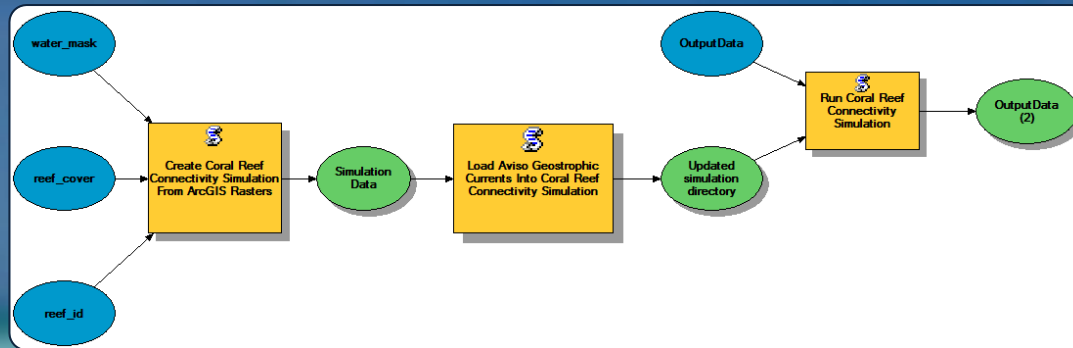 water_mask
reef_cover
reef_id
Create Coral Reef
Connectivity Simulation
From ArcGIS Rasters
Simulation
Data
Load Aviso Geostrophic
Currents Into Coral Reef
Connectivity Simulation
Updated
simulation
directory
OutputData
Run Coral Reef
Connectivity
Simulation
OutputData
(2)